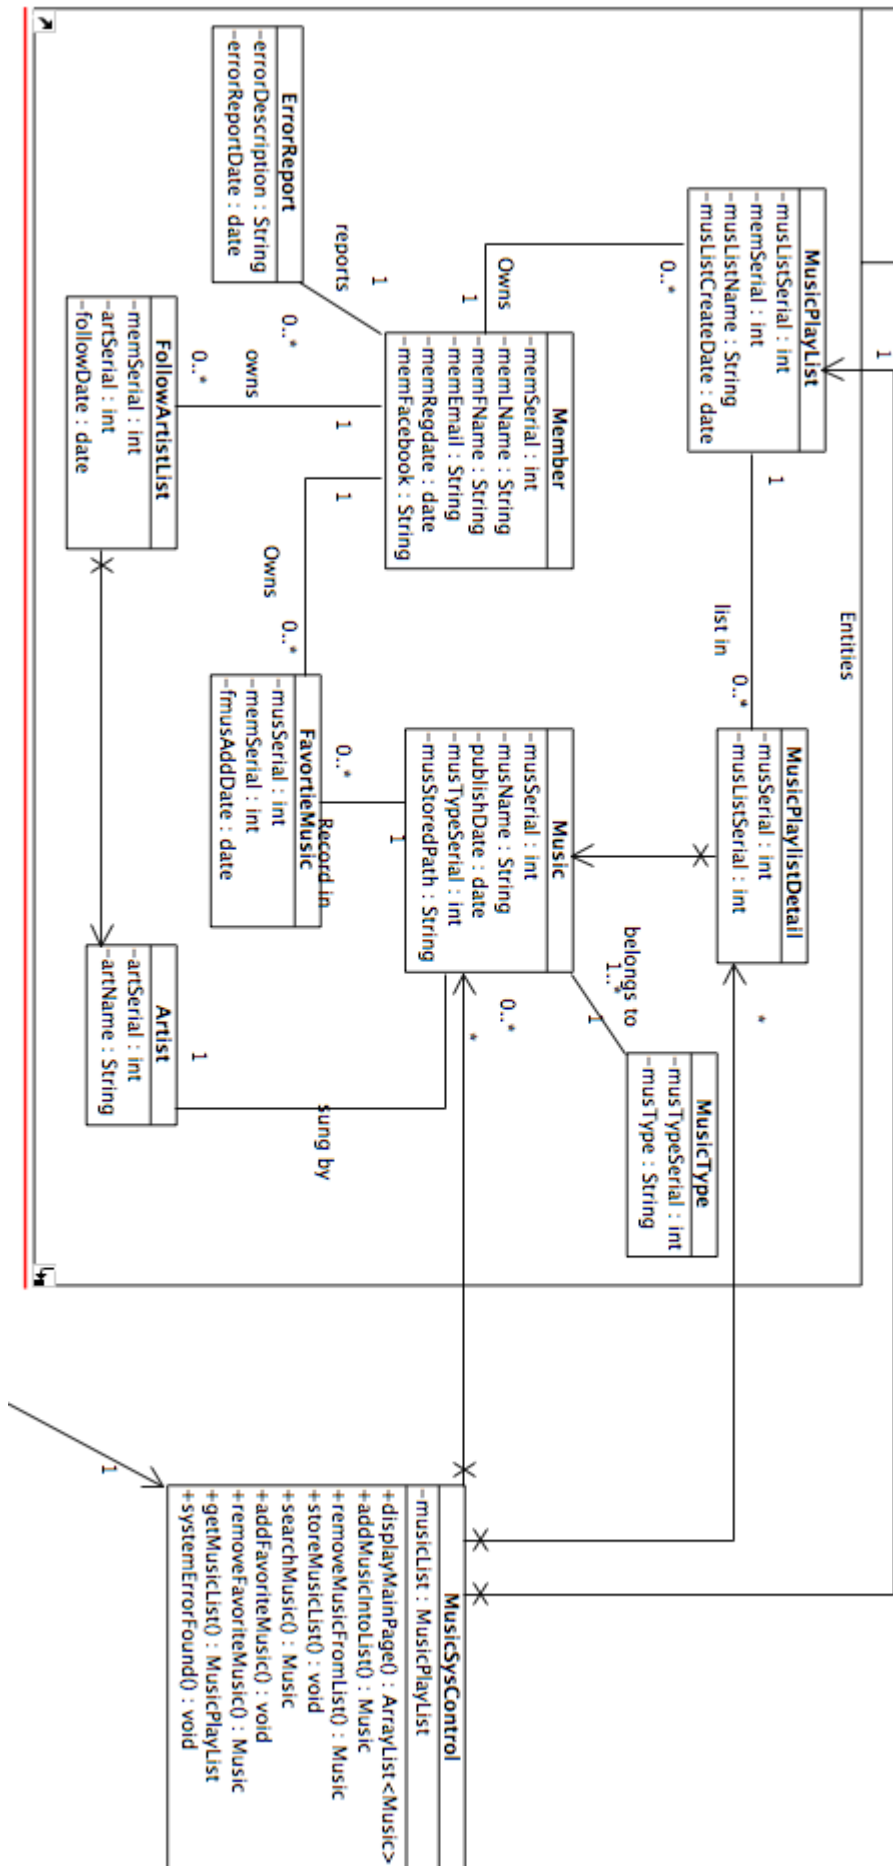 Entities
MusicPlayList
-musListSerial : int
-memSerial : int
-musListName : String
-musListCreateDate : date
1
1
list in
0..*
MusicPlaylistDetail
-musSerial : int
-musListSerial : int
*
0..*
Owns
1
MusicType
-musTypeSerial : int
-musType : String
belongs to
1..*
1
ErrorReport
-errorDescription : String
-errorReportDate : date
reports
1
0..*
Member
-memSerial : int
-memLName : String
-memFName : String
-memEmail : String
-memRegdate : date
-memFacebook : String
Music
-musSerial : int
-musName : String
-publishDate : date
-musTypeSerial : int
-musStoredPath : String
0..*
*
1
1
1
owns
0..*
Owns
0..*
Record in
0..*
FavortieMusic
-musSerial : int
-memSerial : int
-fmusAddDate : date
sung by
1
FollowArtistList
-memSerial : int
-artSerial : int
-followDate : date
Artist
-artSerial : int
-artName : String
1
MusicSysControl
-musicList : MusicPlayList
+displayMainPage() : ArrayList<Music>
+addMusicIntoList() : Music
+removeMusicFromList() : Music
+storeMusicList() : void
+searchMusic() : Music
+addFavoriteMusic() : void
+removeFavoriteMusic() : Music
+getMusicList() : MusicPlayList
+systemErrorFound() : void